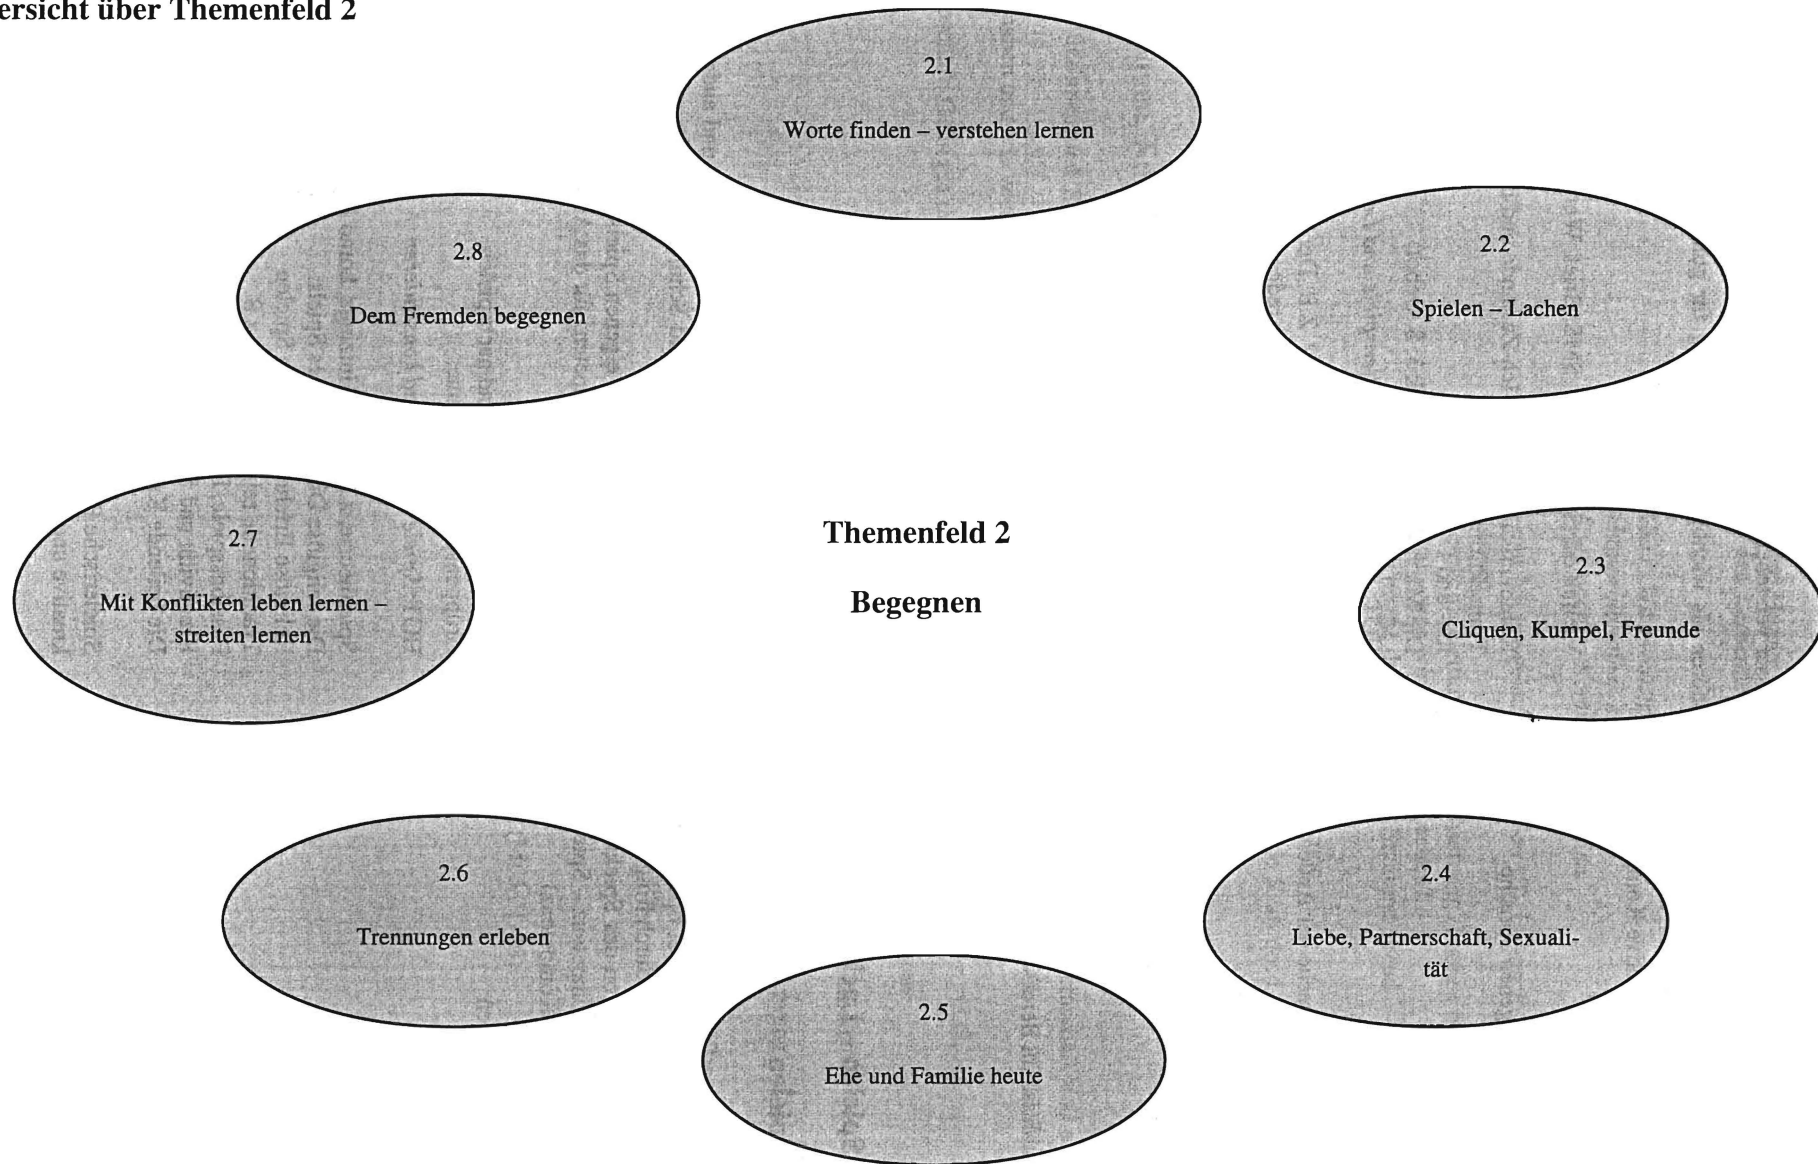 ersicht über Themenfeld 2
2.1
Worte finden – verstehen lernen
2.2
Spielen – Lachen
2.3
Cliquen, Kumpel, Freunde
2.4
Liebe, Partnerschaft, Sexuali-
tät
2.5
Ehe und Familie heute
2.6
Trennungen erleben
2.7
Mit Konflikten leben lernen –
streiten lernen
2.8
Dem Fremden begegnen
Themenfeld 2
Begegnen